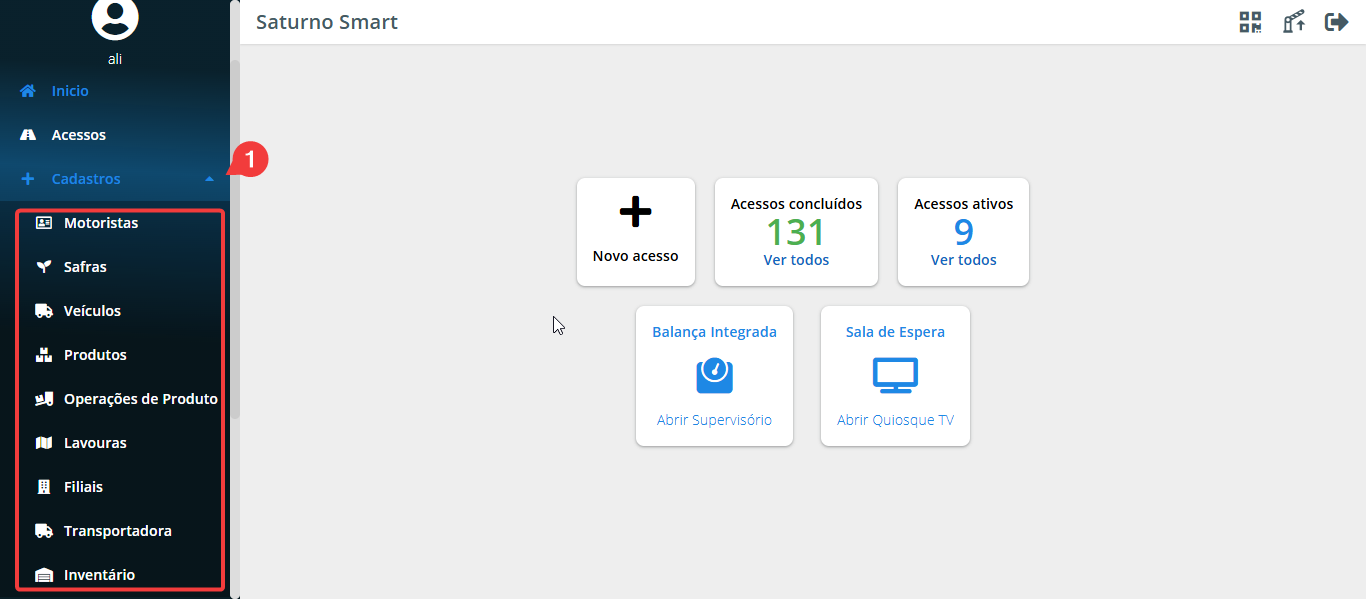 Saturno Smart
ali
Inicio
Acessos
Cadastros
1
Motoristas
Safras
Veículos
Produtos
Operações de Produto
Lavouras
Filiais
Transportadora
Inventário
Novo acesso
Acessos concluídos
131
Ver todos
Acessos ativos
9
Ver todos
Balança Integrada
Abrir Supervisório
Sala de Espera
Abrir Quiosque TV